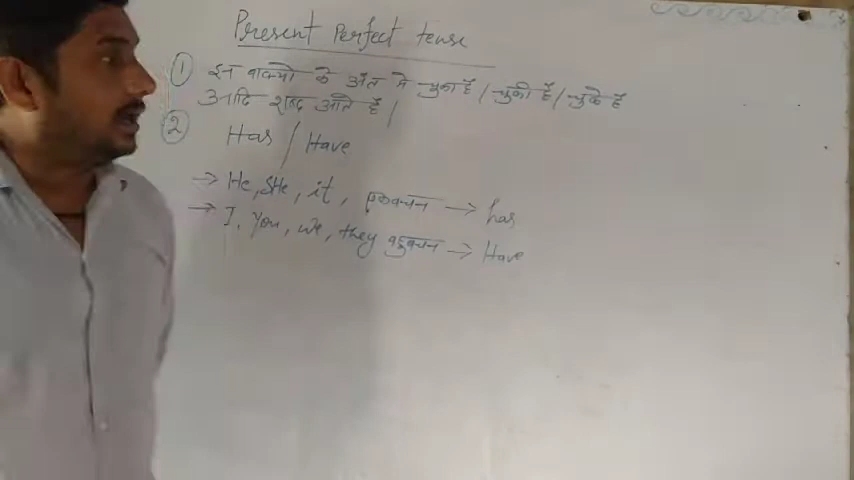 Present Perfect tense
① इन वाक्यो के अंत मे चुका है / चुकी है / चुके है
आदि शब्द आते है |
② Has / Have
→ He, She, it, एकवचन → has
→ I, You, we, they बहुवचन → Have